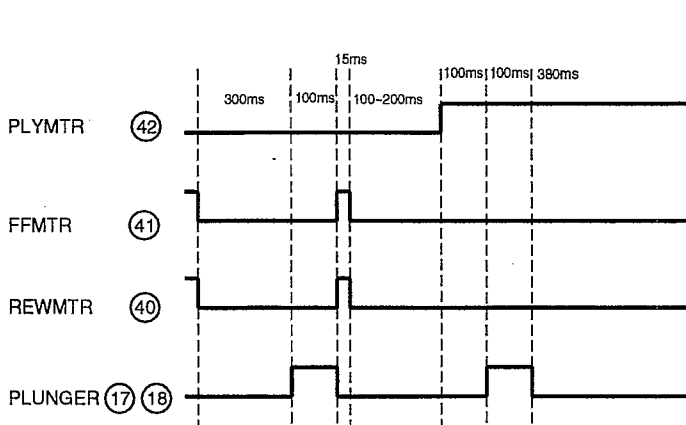 15ms
100ms 100ms 380ms
300ms 100ms 100~200ms
PLYMTR 42
FFMTR 41
REWMTR 40
PLUNGER 17 18